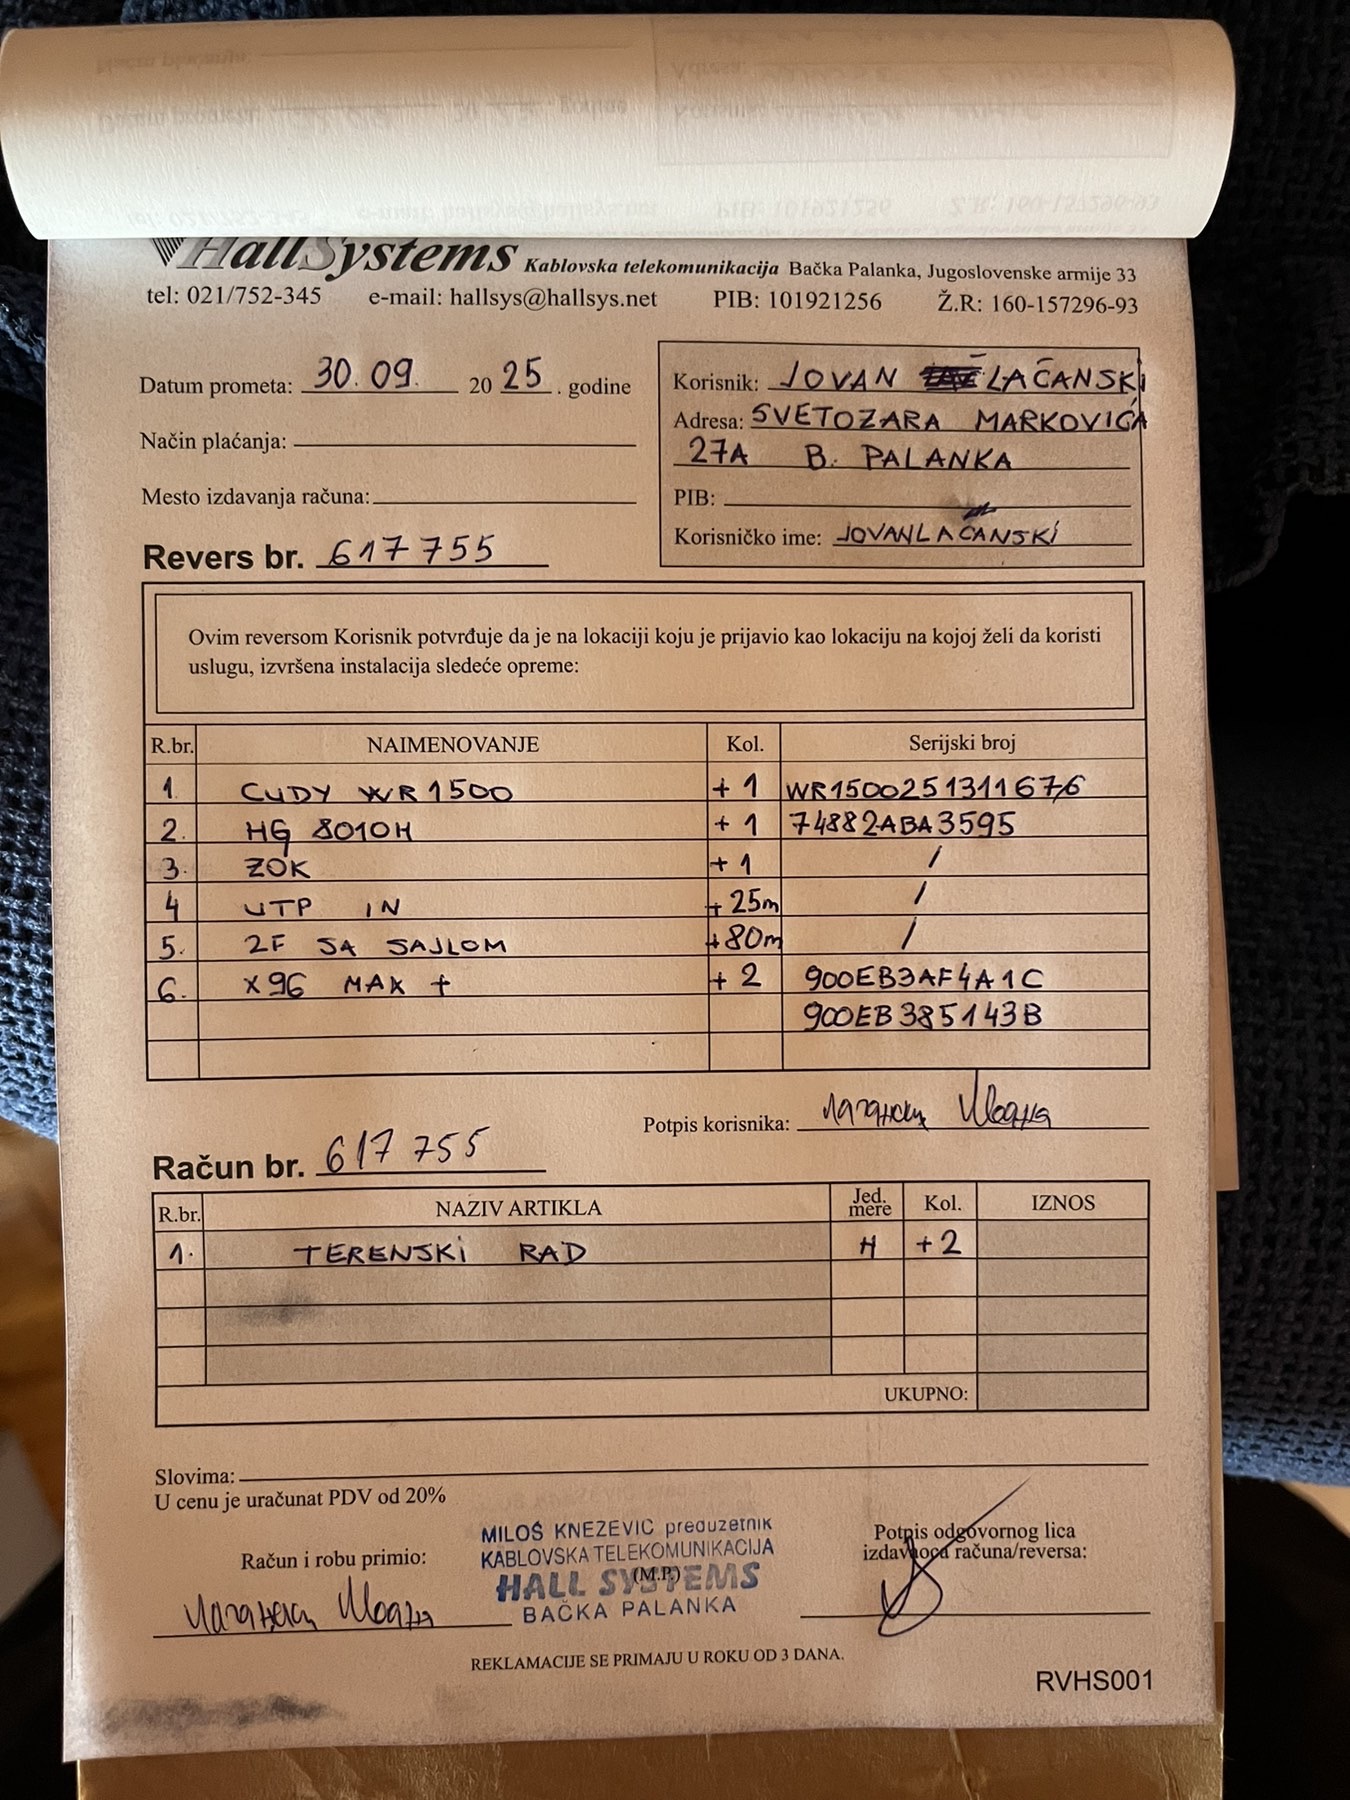 HallSystems Kablovska telekomunikacija Bačka Palanka, Jugoslovenske armije 33
tel: 021/752-345 e-mail: hallsys@hallsys.net PIB: 101921256 Ž.R: 160-157296-93
Datum prometa: 30.09. 20 25. godine
Način plaćanja:
Mesto izdavanja računa:
Revers br. 617755
Korisnik: JOVAN LAČANSKI
Adresa: SVETOZARA MARKOVIĆA
27A B. PALANKA
PIB:
Korisničko ime: JOVANLAČANSKI
Ovim reversom Korisnik potvrđuje da je na lokaciji koju je prijavio kao lokaciju na kojoj želi da koristi
uslugu, izvršena instalacija sledeće opreme:
R.br. NAIMENOVANJE Kol. Serijski broj
1. CUDY WR1500 +1 WR1500251311676
2. HG 8010H +1 74882ABA3595
3. ZOK +1 /
4 UTP IN +25m /
5. 2F SA SAJLOM +80m /
6. X96 MAX + +2 900EB3AF4A1C
900EB385143B
Potpis korisnika:
Račun br. 617755
R.br. NAZIV ARTIKLA Jed. mere Kol. IZNOS
1. TERENSKI RAD H +2
UKUPNO:
Slovima:
U cenu je uračunat PDV od 20%
Račun i robu primio:
MILOŠ KNEŽEVIĆ preduzetnik
KABLOVSKA TELEKOMUNIKACIJA
(M.P.)
HALL SYSTEMS
BAČKA PALANKA
Potpis odgovornog lica
izdavaoca računa/reversa:
REKLAMACIJE SE PRIMAJU U ROKU OD 3 DANA.
RVHS001